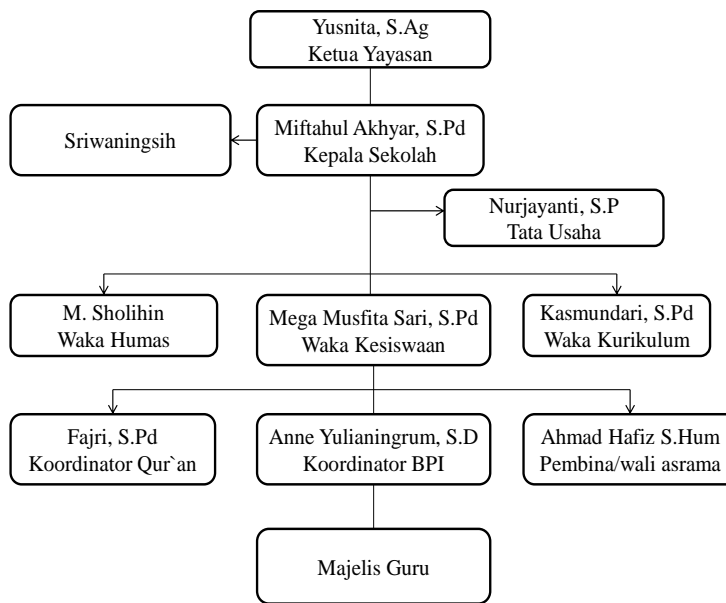 Yusnita, S.Ag
Ketua Yayasan
Sriwaningsih
Miftahul Akhyar, S.Pd
Kepala Sekolah
Nurjayanti, S.P
Tata Usaha
M. Sholihin
Waka Humas
Mega Musfita Sari, S.Pd
Waka Kesiswaan
Kasmundari, S.Pd
Waka Kurikulum
Fajri, S.Pd
Koordinator Qur`an
Anne Yulianingrum, S.D
Koordinator BPI
Ahmad Hafiz S.Hum
Pembina/wali asrama
Majelis Guru